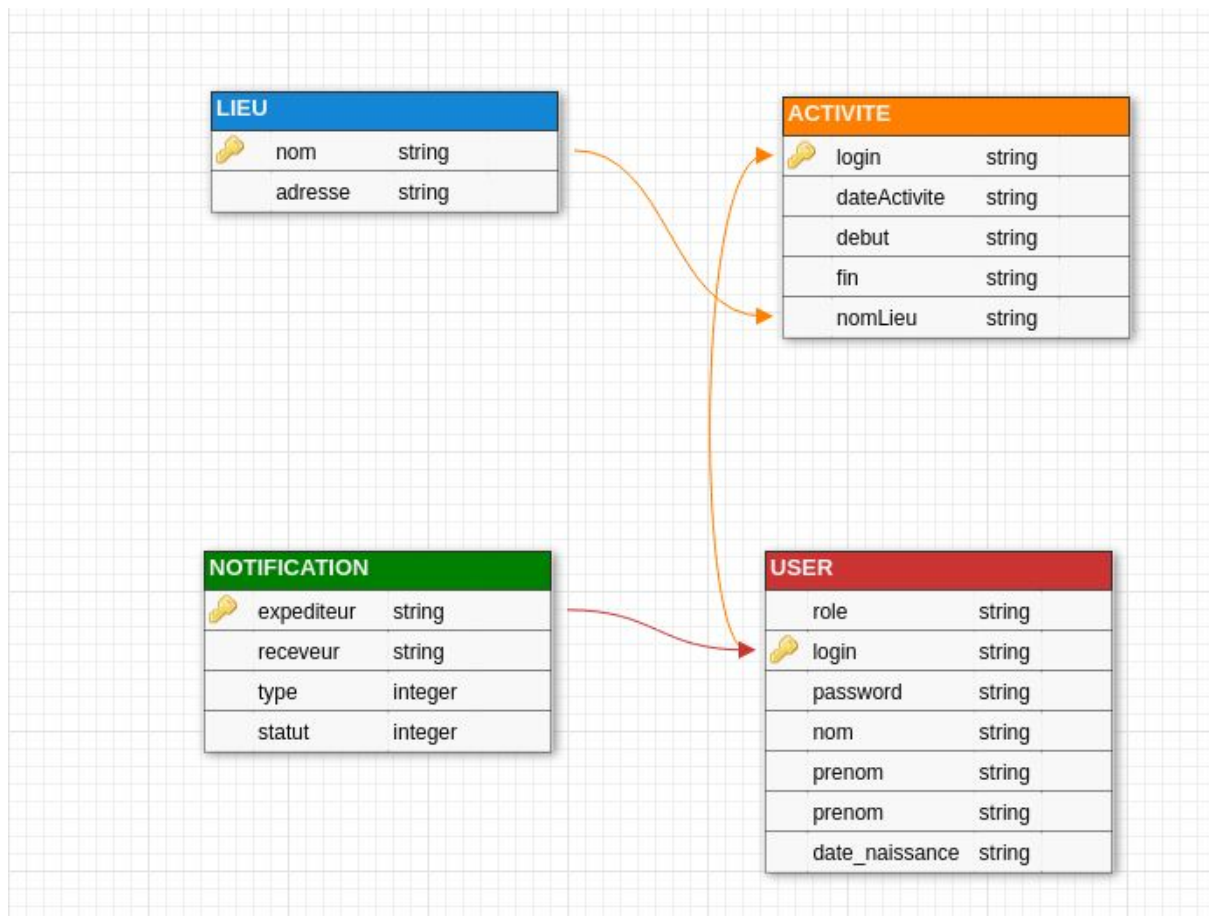 LIEU
nom string
adresse string
ACTIVITE
login string
dateActivite string
debut string
fin string
nomLieu string
NOTIFICATION
expediteur string
receveur string
type integer
statut integer
USER
role string
login string
password string
nom string
prenom string
prenom string
date_naissance string